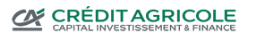 CRÉDIT AGRICOLE
CAPITAL INVESTISSEMENT & FINANCE